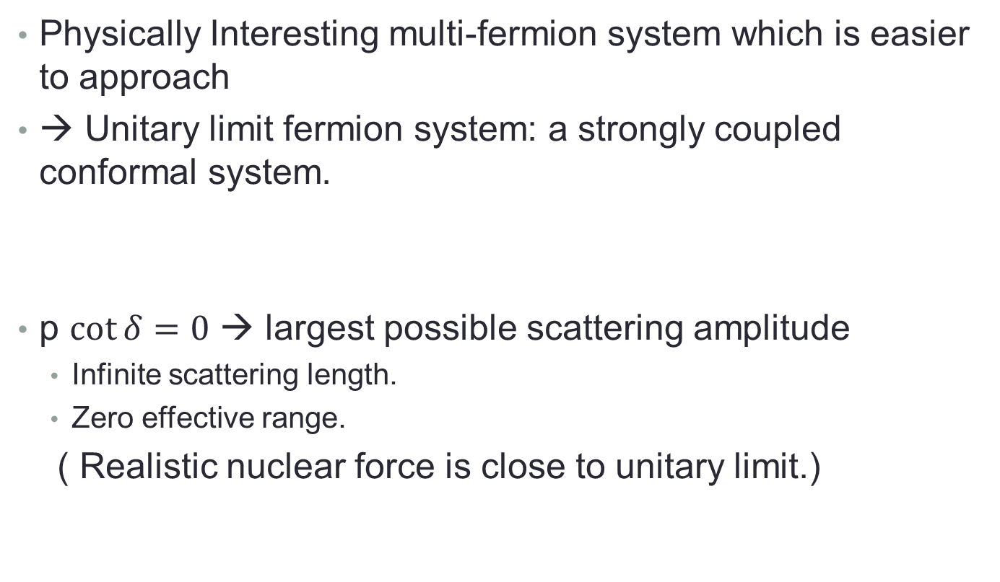 • Physically Interesting multi-fermion system which is easier
to approach
• → Unitary limit fermion system: a strongly coupled
conformal system.
• p cot δ = 0 → largest possible scattering amplitude
• Infinite scattering length.
• Zero effective range.
( Realistic nuclear force is close to unitary limit.)